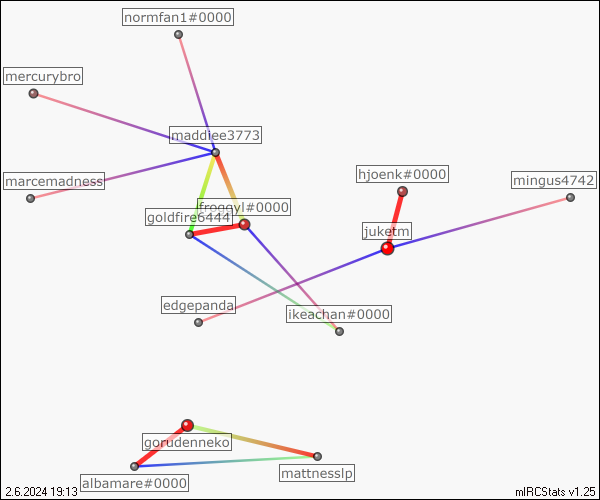 normfan1#0000
mercurybro
maddiee3773
marcemadness
hjoenk#0000
mingus4742
froggyl#0000
goldfire6444
juketm
edgepanda
ikeachan#0000
gorudenneko
mattnesslp
albamare#0000
2.6.2024 19:13
mIRCStats v1.25